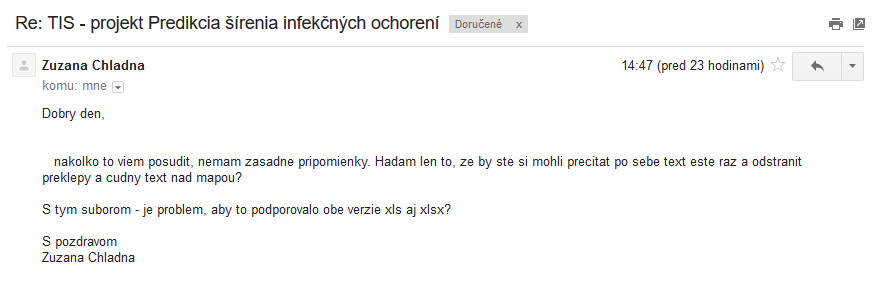 Re: TIS - projekt Predikcia šírenia infekčných ochorení Doručené x
Zuzana Chladna 14:47 (pred 23 hodinami)
komu: mne
Dobry den,
nakolko to viem posudit, nemam zasadne pripomienky. Hadam len to, ze by ste si mohli precitat po sebe text este raz a odstranit
preklepy a cudny text nad mapou?
S tym suborom - je problem, aby to podporovalo obe verzie xls aj xlsx?
S pozdravom
Zuzana Chladna